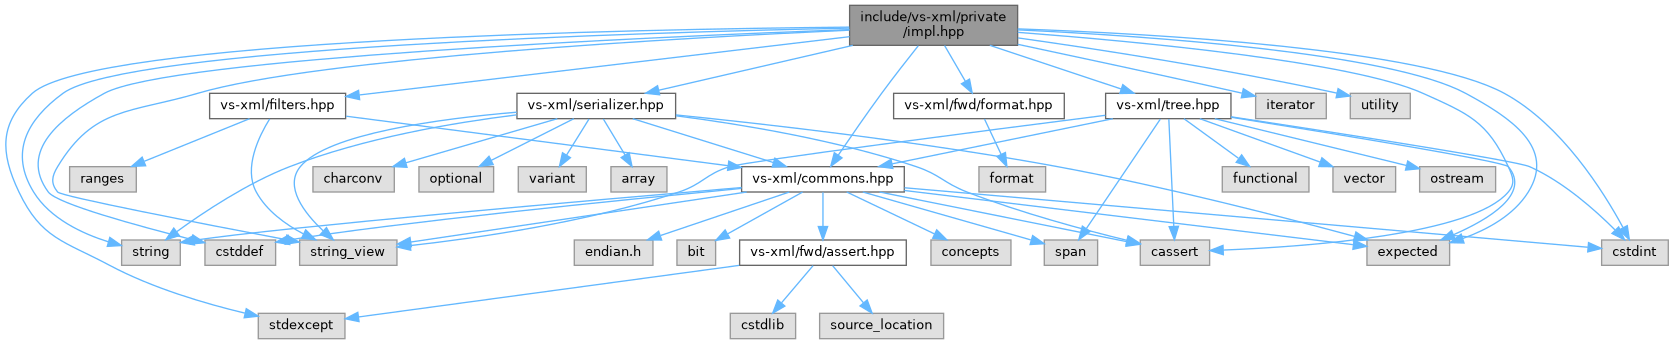 include/vs-xml/private
/impl.hpp
vs-xml/filters.hpp
vs-xml/serializer.hpp
vs-xml/fwd/format.hpp
vs-xml/tree.hpp
iterator
utility
ranges
charconv
optional
variant
array
vs-xml/commons.hpp
format
functional
vector
ostream
string
cstddef
string_view
endian.h
bit
vs-xml/fwd/assert.hpp
concepts
span
cassert
expected
cstdint
stdexcept
cstdlib
source_location